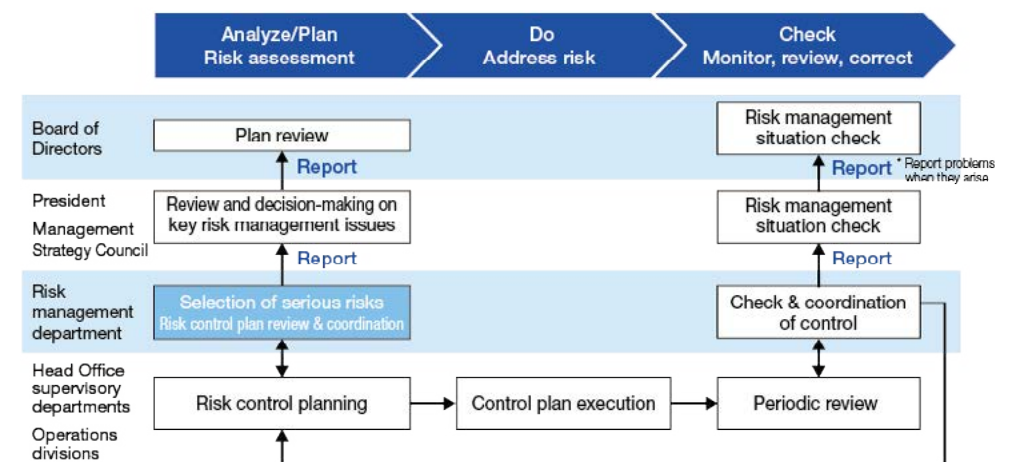 Analyze/Plan
Risk assessment
Do
Address risk
Check
Monitor, review, correct
Board of
Directors
Plan review
Report
Risk management
situation check
Report
* Report problems
when they arise
President
Management
Strategy Council
Review and decision-making on
key risk management issues
Report
Risk management
situation check
Report
Risk
management
department
Selection of serious risks
Risk control plan review & coordination
Check & coordination
of control
Head Office
supervisory
departments
Operations
divisions
Risk control planning
Control plan execution
Periodic review